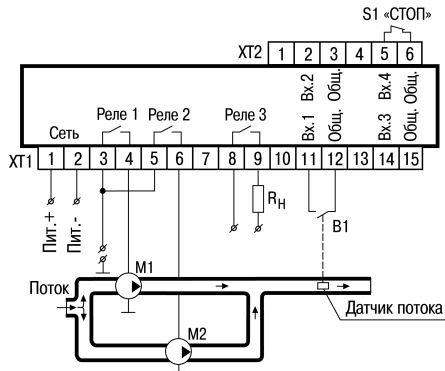 S1 «СТОП»
XT2 1 2 3 4 5 6
Вх.2 Общ. Вх.4 Общ.
Реле 1 Реле 2 Реле 3
Вх.1 Общ. Вх.3 Общ.
Сеть
XT1 1 2 3 4 5 6 7 8 9 10 11 12 13 14 15
Пит.+ Пит.-
RН
B1
M1
Поток
Датчик потока
M2